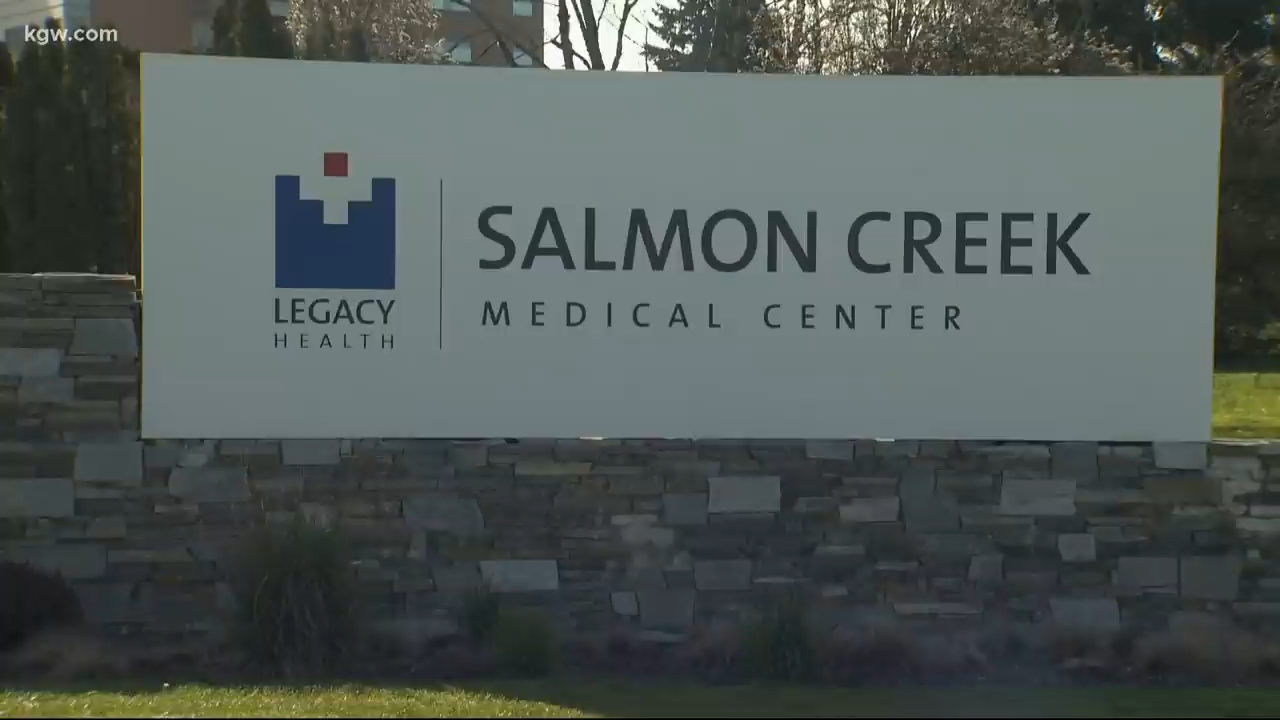 kgw.com
SALMON CREEK
MEDICAL CENTER
LEGACY
HEALTH